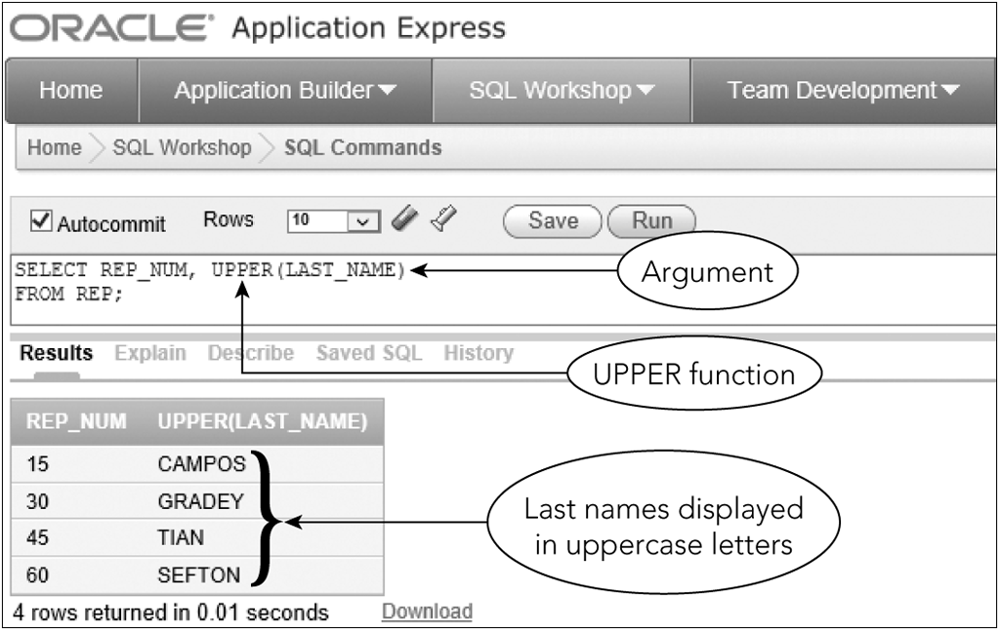 ORACLE® Application Express
Home Application Builder SQL Workshop Team Development
Home SQL Workshop SQL Commands
Autocommit Rows 10 Save Run
SELECT REP_NUM, UPPER(LAST_NAME)
FROM REP;
Argument
Results Explain Describe Saved SQL History
UPPER function
REP_NUM UPPER(LAST_NAME)
15 CAMPOS
30 GRADEY
45 TIAN
60 SEFTON
Last names displayed
in uppercase letters
4 rows returned in 0.01 seconds Download